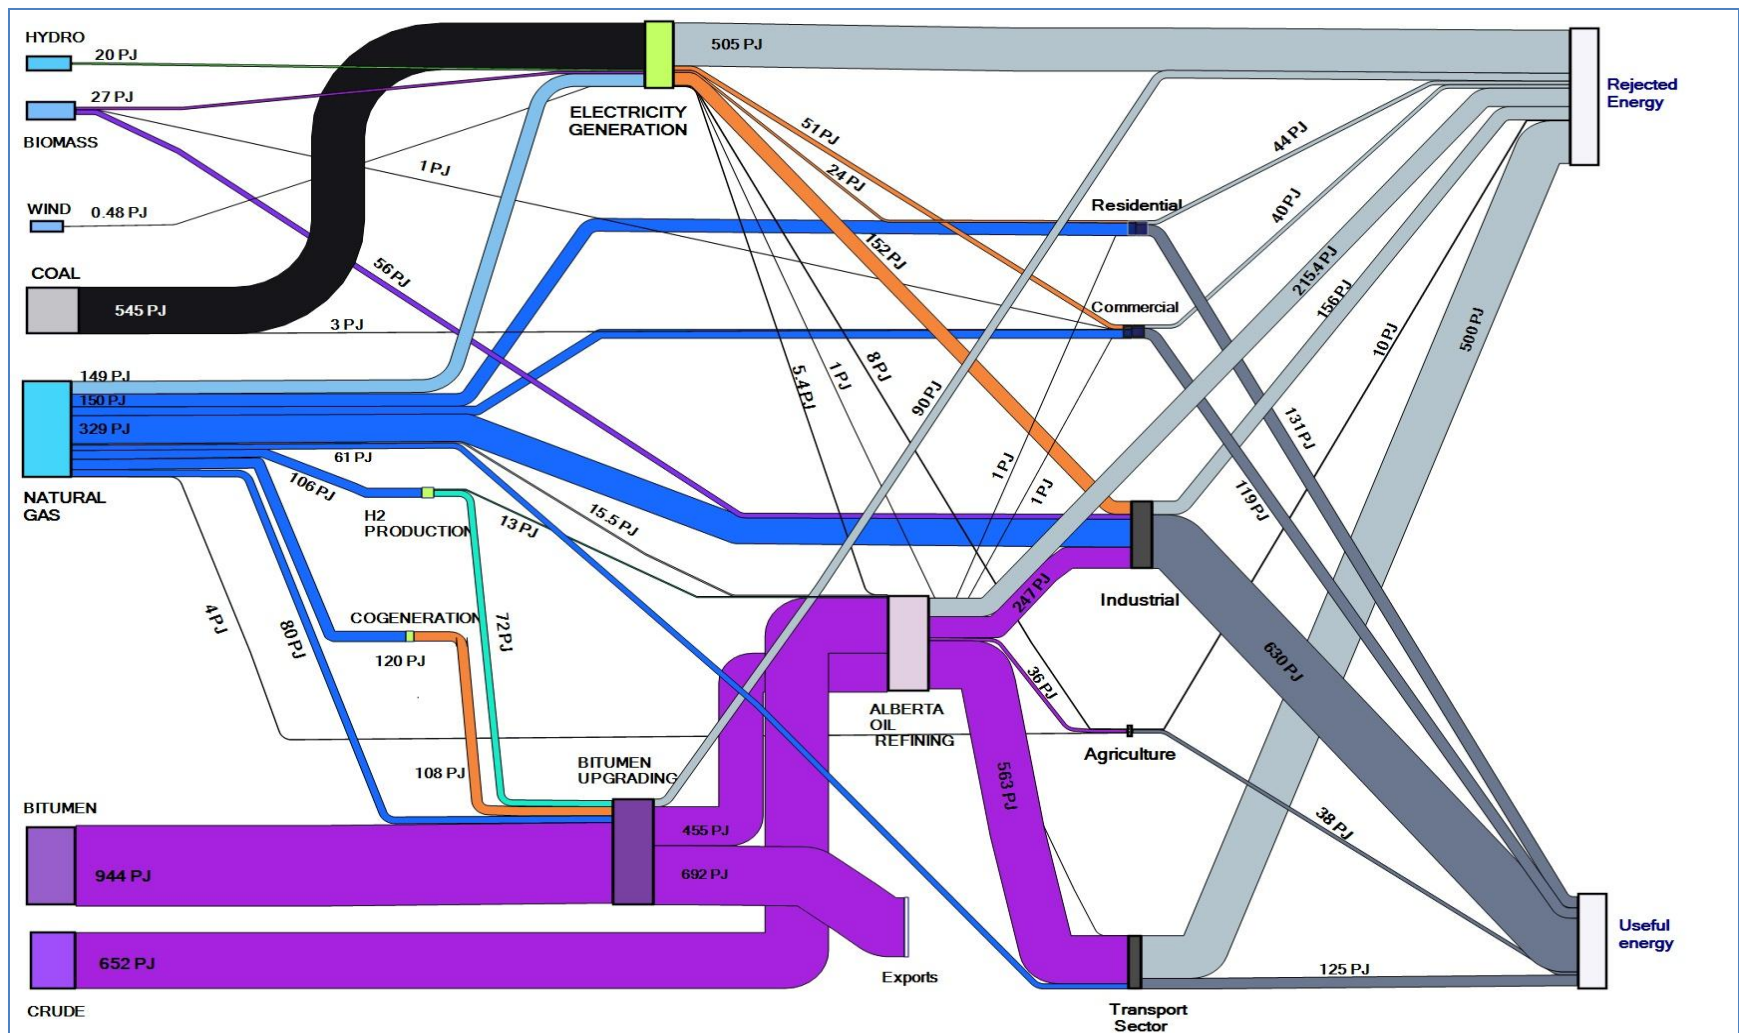 HYDRO
20 PJ
505 PJ
Rejected
Energy
27 PJ
BIOMASS
ELECTRICITY
GENERATION
51 PJ
24 PJ
44 PJ
1 PJ
WIND
0.48 PJ
Residential
40 PJ
152 PJ
COAL
56 PJ
215.4 PJ
156 PJ
545 PJ
3 PJ
Commercial
10 PJ
500 PJ
149 PJ
150 PJ
329 PJ
5.4 PJ
1 PJ
8 PJ
90 PJ
131 PJ
61 PJ
NATURAL
GAS
106 PJ
H2
PRODUCTION
13 PJ
15.5 PJ
1 PJ
1 PJ
119 PJ
4 PJ
80 PJ
COGENERATION
120 PJ
72 PJ
247 PJ
Industrial
630 PJ
36 PJ
ALBERTA
OIL
REFINING
Agriculture
108 PJ
BITUMEN
UPGRADING
563 PJ
BITUMEN
455 PJ
38 PJ
944 PJ
692 PJ
Useful
energy
652 PJ
Exports
125 PJ
CRUDE
Transport
Sector